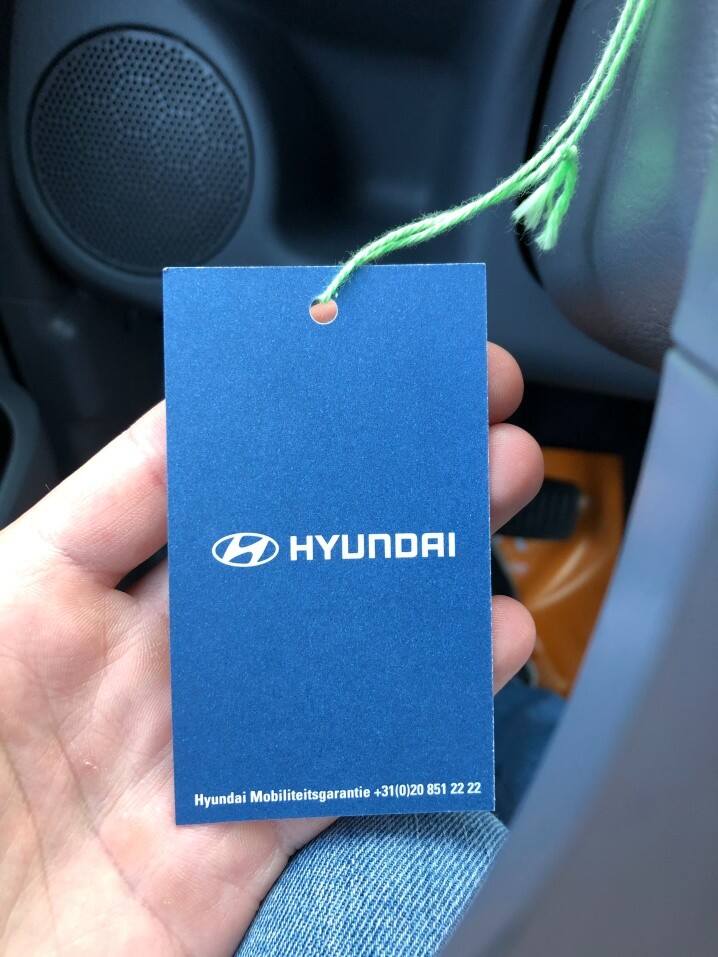 HYUNDAI
Hyundai Mobiliteitsgarantie +31(0)20 851 22 22